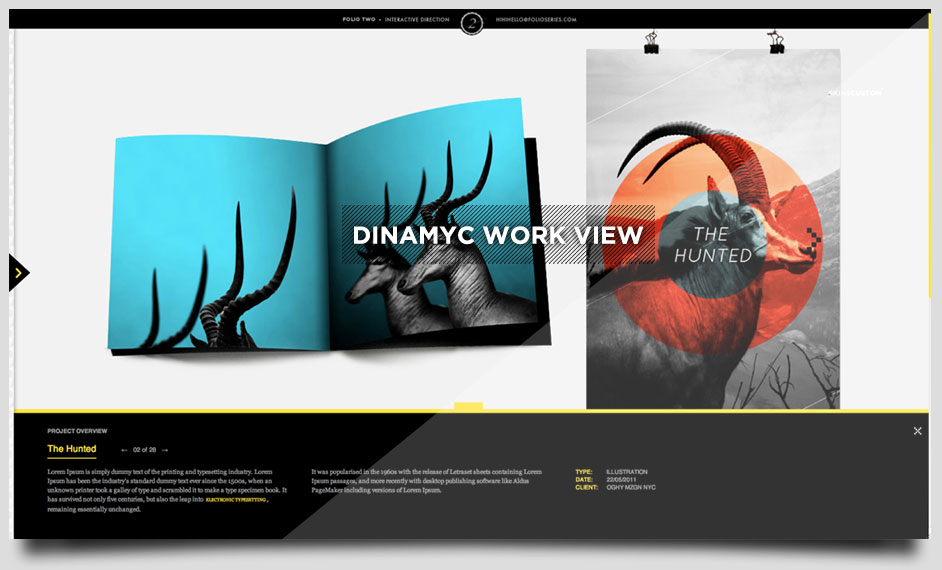 FOLIO TWO • INTERACTIVE DIRECTION
2
HIHIHELLO@FOLIOSERIES.COM
DINAMYC WORK VIEW
THE
HUNTED
PROJECT OVERVIEW
The Hunted
← 02 of 28 →
Lorem Ipsum is simply dummy text of the printing and typesetting industry. Lorem
Ipsum has been the industry's standard dummy text ever since the 1500s, when an
unknown printer took a galley of type and scrambled it to make a type specimen book. It
has survived not only five centuries, but also the leap into ELECTRONIC TYPESETTING,
remaining essentially unchanged.
It was popularised in the 1960s with the release of Letraset sheets containing Lorem
Ipsum passages, and more recently with desktop publishing software like Aldus
PageMaker including versions of Lorem Ipsum.
TYPE: ILLUSTRATION
DATE: 22/05/2011
CLIENT: OGHY MZGN NYC